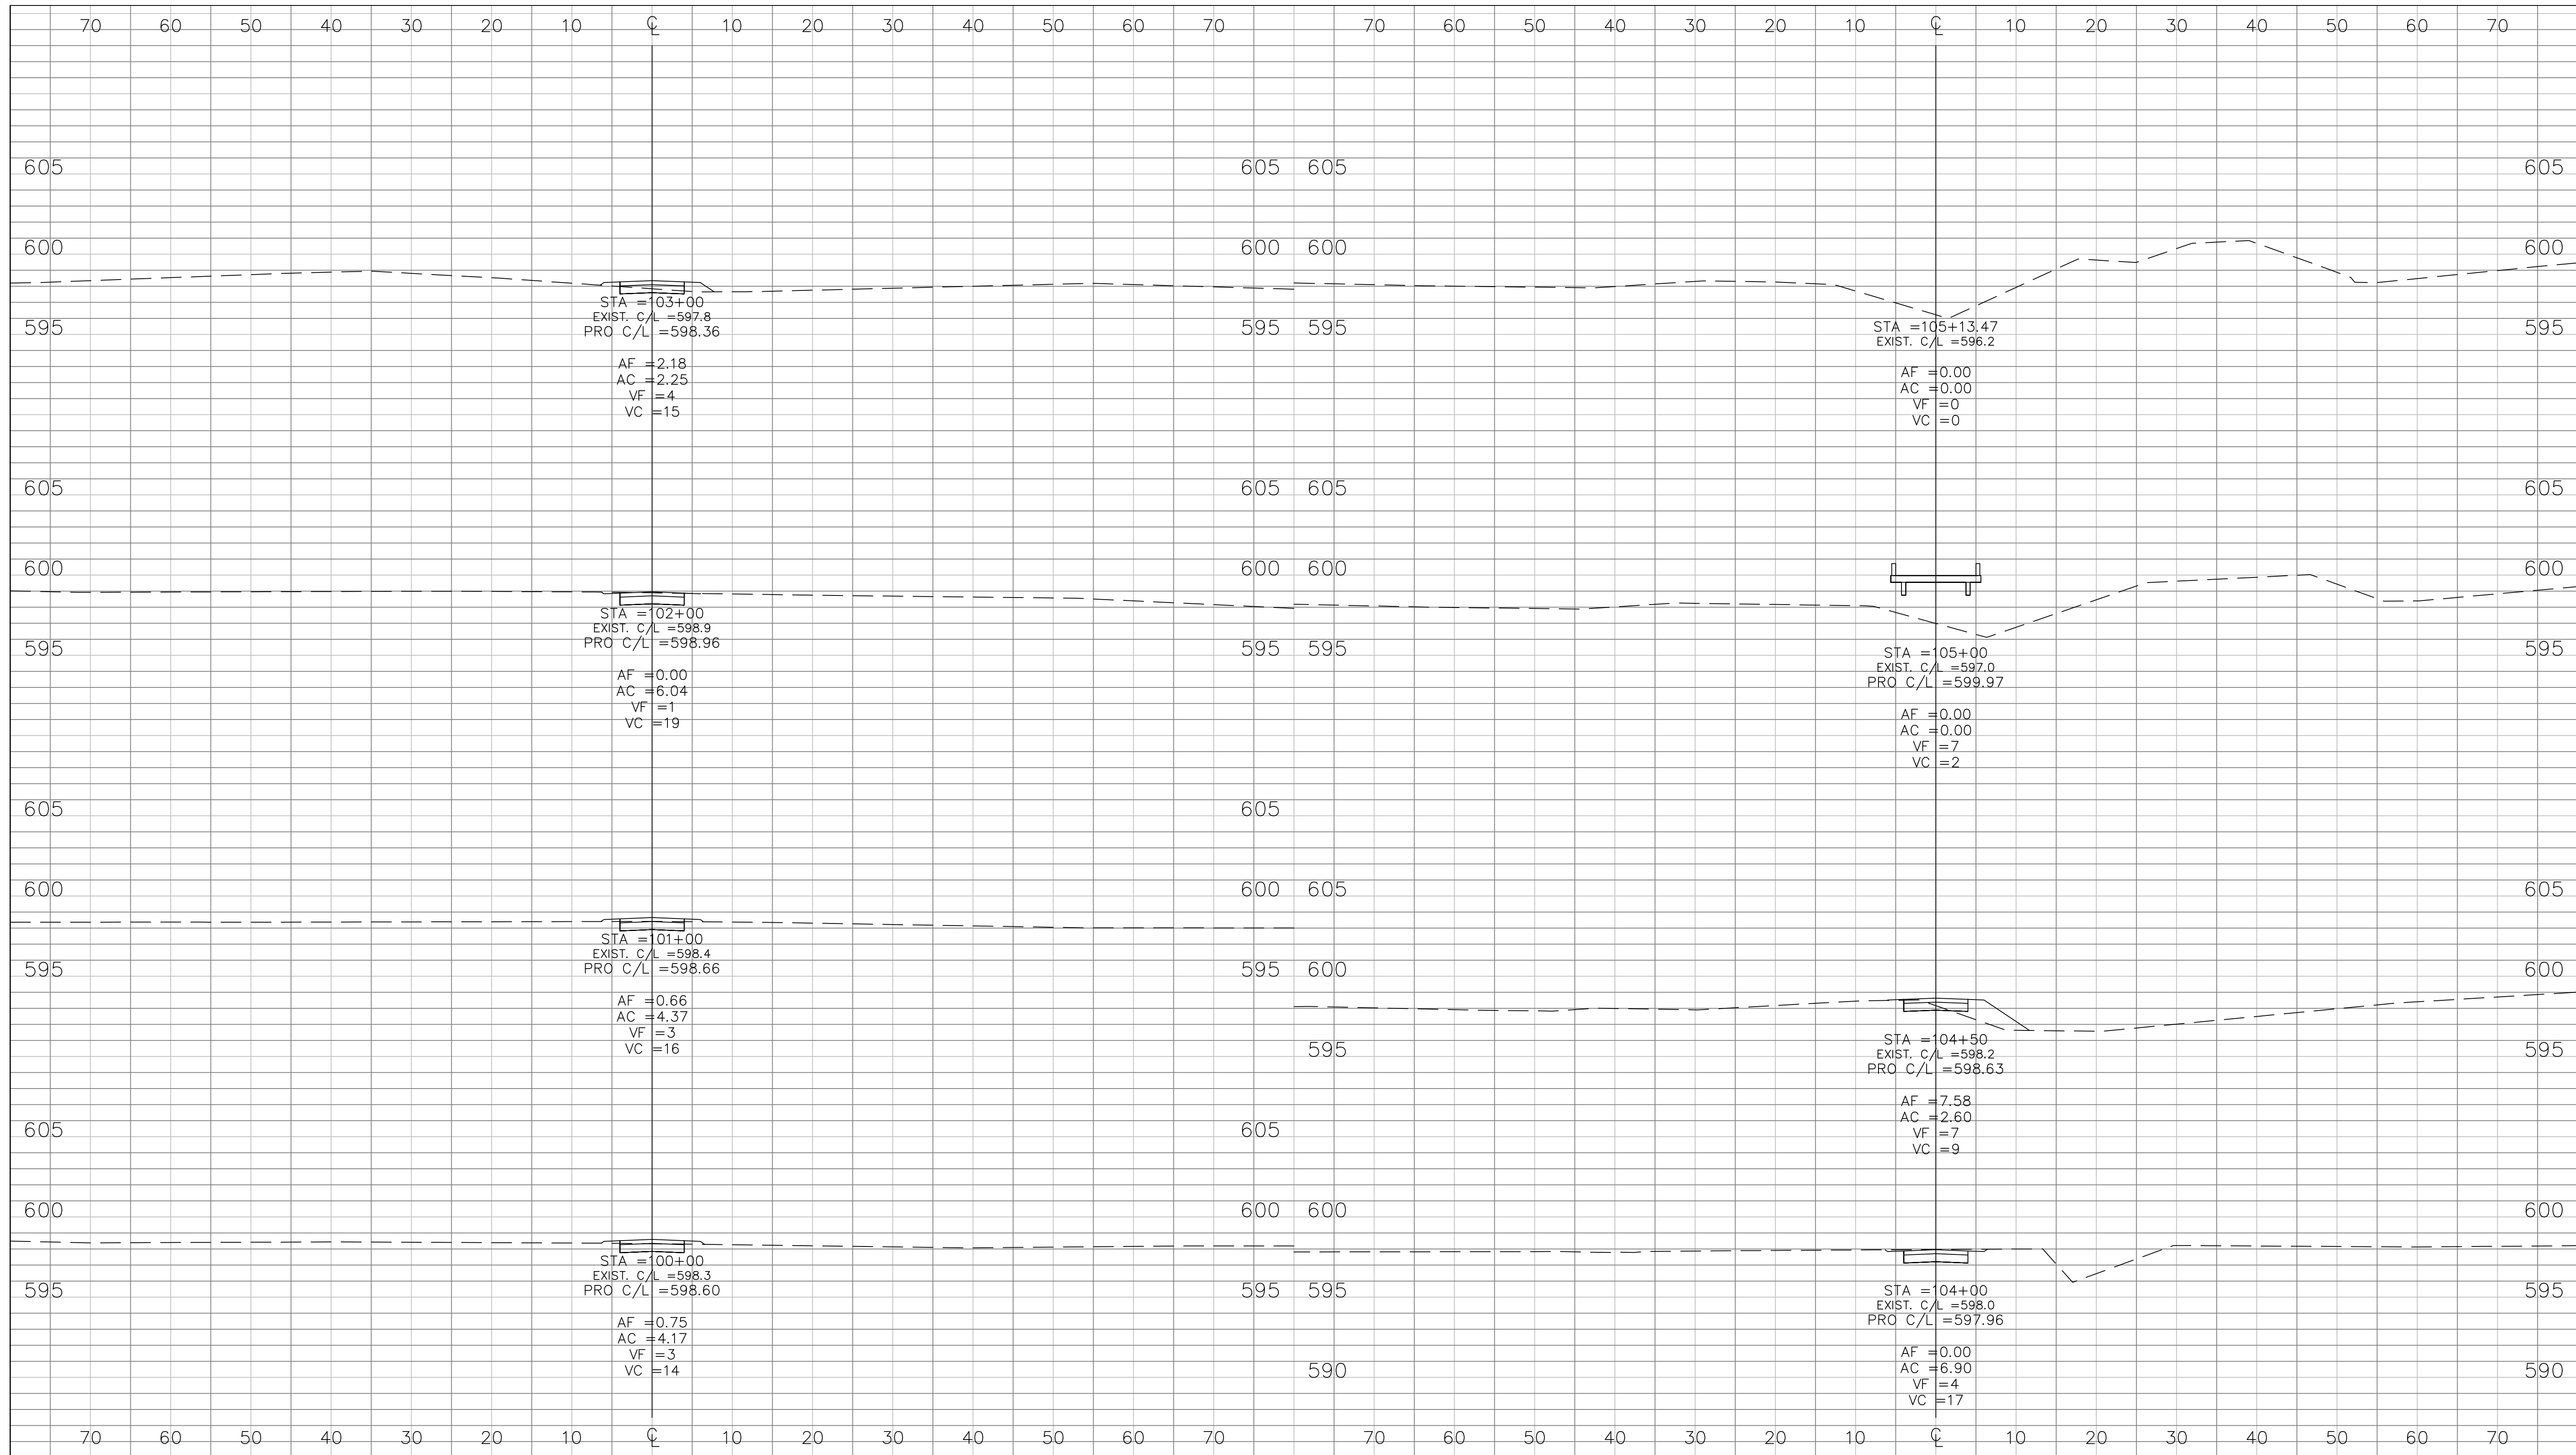 70 60 50 40 30 20 10 ℄ 10 20 30 40 50 60 70 70 60 50 40 30 20 10 ℄ 10 20 30 40 50 60 70
605 605 605 605
600 600 600 600
STA =103+00
EXIST. C/L =597.8
PRO C/L =598.36
595 595 595 595
STA =105+13.47
EXIST. C/L =596.2
AF =2.18
AC =2.25
VF =4
VC =15
AF =0.00
AC =0.00
VF =0
VC =0
605 605 605 605
600 600 600 600
STA =102+00
EXIST. C/L =598.9
PRO C/L =598.96
595 595 595 595
STA =105+00
EXIST. C/L =597.0
PRO C/L =599.97
AF =0.00
AC =6.04
VF =1
VC =19
AF =0.00
AC =0.00
VF =7
VC =2
605 605
600 600 605 605
STA =101+00
EXIST. C/L =598.4
PRO C/L =598.66
595 595 600 600
AF =0.66
AC =4.37
VF =3
VC =16
595 595
STA =104+50
EXIST. C/L =598.2
PRO C/L =598.63
AF =7.58
AC =2.60
VF =7
VC =9
605 605
600 600 600 600
STA =100+00
EXIST. C/L =598.3
PRO C/L =598.60
595 595 595 595
STA =104+00
EXIST. C/L =598.0
PRO C/L =597.96
AF =0.75
AC =4.17
VF =3
VC =14
590 590
AF =0.00
AC =6.90
VF =4
VC =17
70 60 50 40 30 20 10 ℄ 10 20 30 40 50 60 70 70 60 50 40 30 20 10 ℄ 10 20 30 40 50 60 70